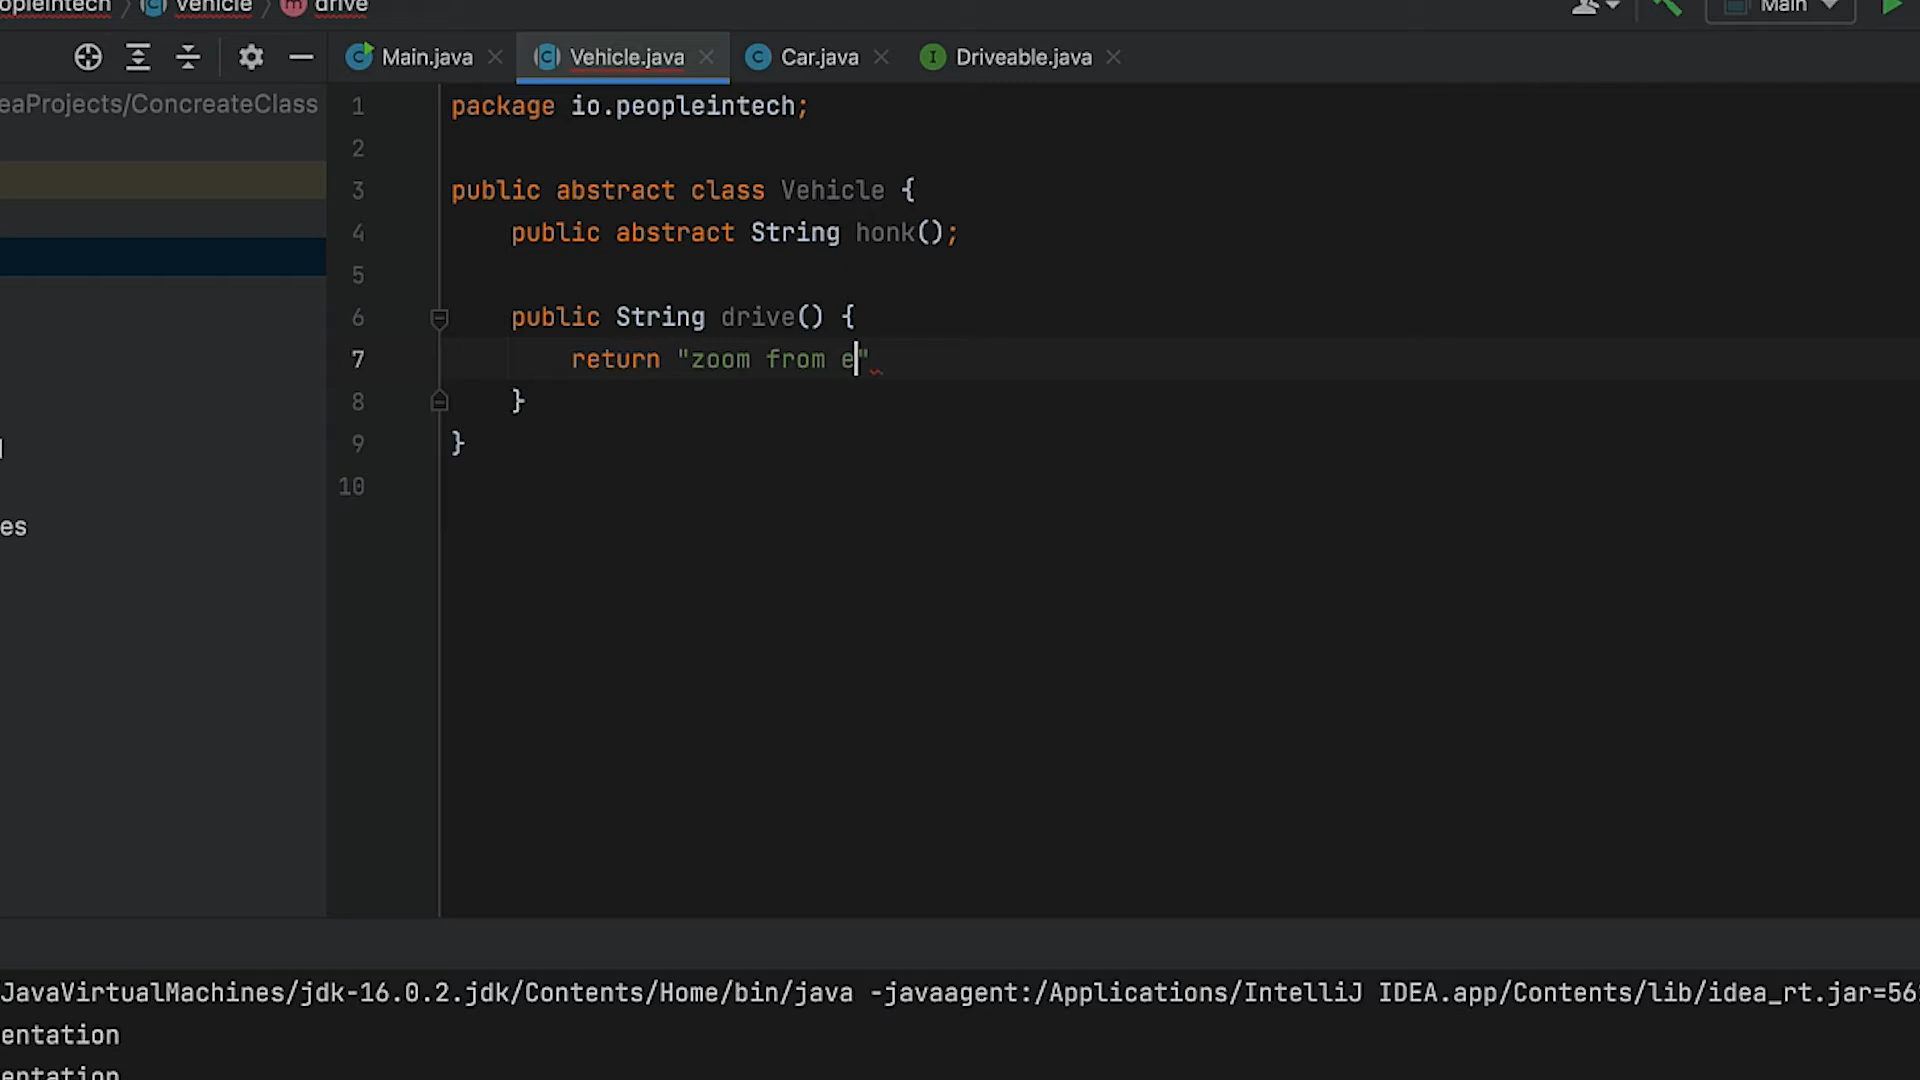 opleintech Vehicle drive Main
Main.java Vehicle.java Car.java Driveable.java
eaProjects/ConcreateClass
1 package io.peopleintech;
2
3 public abstract class Vehicle {
4 public abstract String honk();
5
6 public String drive() {
7 return "zoom from e"
8 }
9 }
10
es
JavaVirtualMachines/jdk-16.0.2.jdk/Contents/Home/bin/java -javaagent:/Applications/IntelliJ IDEA.app/Contents/lib/idea_rt.jar=56
entation
entation